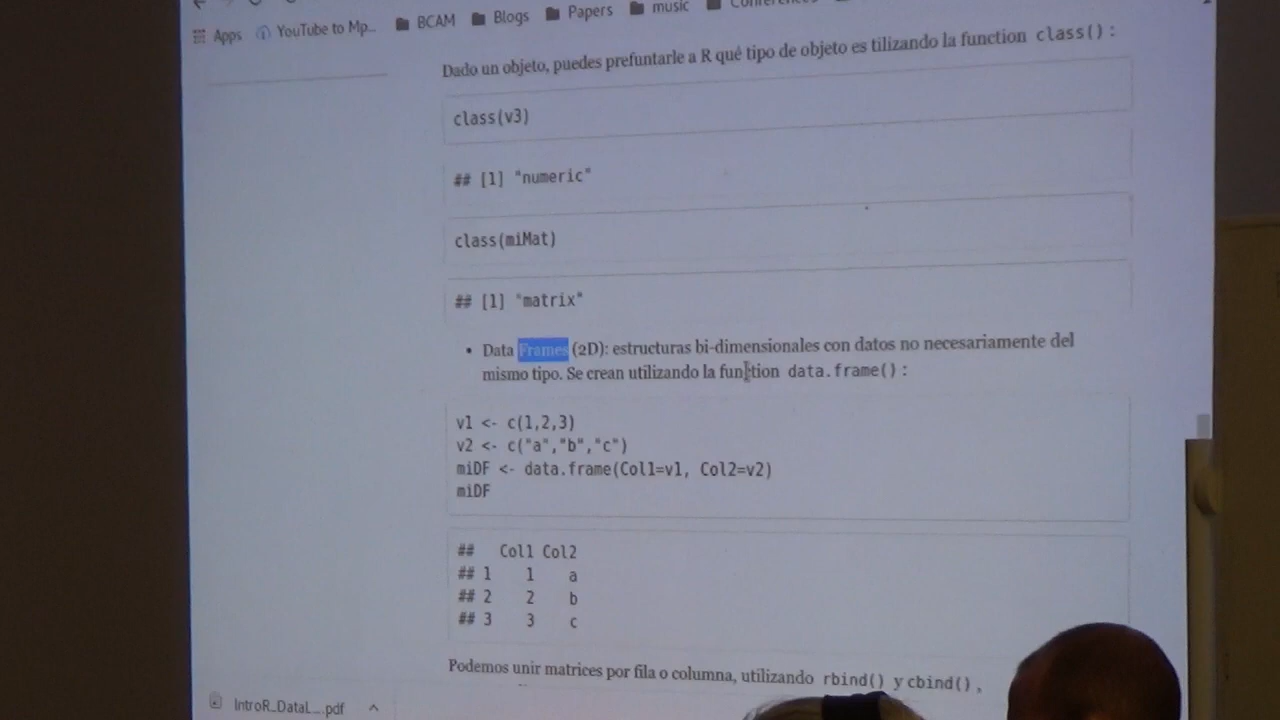 Apps YouTube to Mp... BCAM Blogs Papers music
Dado un objeto, puedes prefuntarle a R qué tipo de objeto es tilizando la function class():
class(v3)
## [1] "numeric"
class(miMat)
## [1] "matrix"
• Data Frames (2D): estructuras bi-dimensionales con datos no necesariamente del
mismo tipo. Se crean utilizando la function data.frame():
v1 <- c(1,2,3)
v2 <- c("a","b","c")
miDF <- data.frame(Col1=v1, Col2=v2)
miDF
## Col1 Col2
## 1 1 a
## 2 2 b
## 3 3 c
Podemos unir matrices por fila o columna, utilizando rbind() y cbind(),
IntroR_DataL....pdf